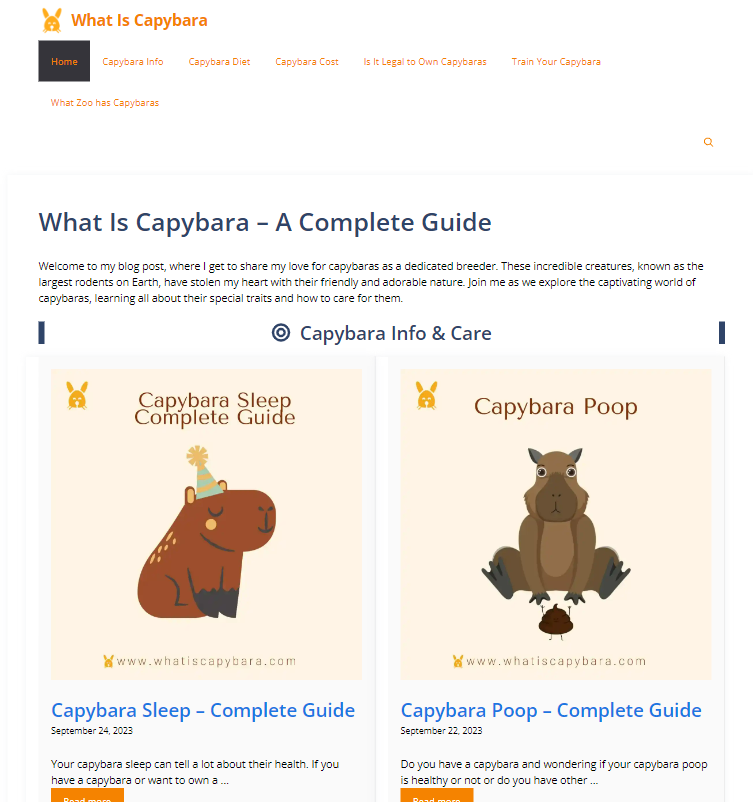 What Is Capybara
Home
Capybara Info
Capybara Diet
Capybara Cost
Is It Legal to Own Capybaras
Train Your Capybara
What Zoo has Capybaras
What Is Capybara – A Complete Guide
Welcome to my blog post, where I get to share my love for capybaras as a dedicated breeder. These incredible creatures, known as the
largest rodents on Earth, have stolen my heart with their friendly and adorable nature. Join me as we explore the captivating world of
capybaras, learning all about their special traits and how to care for them.
Capybara Info & Care
Capybara Sleep
Complete Guide
www.whatiscapybara.com
Capybara Sleep – Complete Guide
September 24, 2023
Your capybara sleep can tell a lot about their health. If you
have a capybara or want to own a ...
Read more
Capybara Poop
www.whatiscapybara.com
Capybara Poop – Complete Guide
September 22, 2023
Do you have a capybara and wondering if your capybara poop
is healthy or not or do you have other ...
Read more